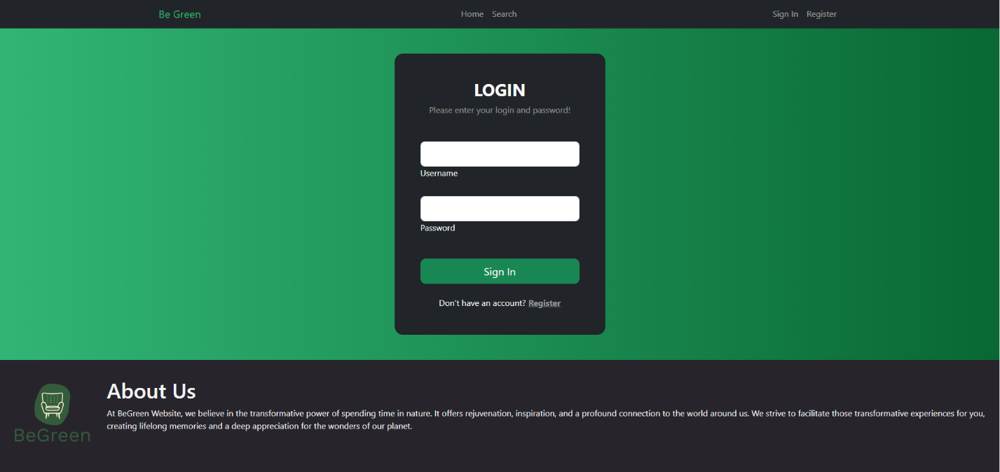 Be Green
Home Search
Sign In Register
LOGIN
Please enter your login and password!
Username
Password
Sign In
Don't have an account? Register
BeGreen
About Us
At BeGreen Website, we believe in the transformative power of spending time in nature. It offers rejuvenation, inspiration, and a profound connection to the world around us. We strive to facilitate those transformative experiences for you,
creating lifelong memories and a deep appreciation for the wonders of our planet.